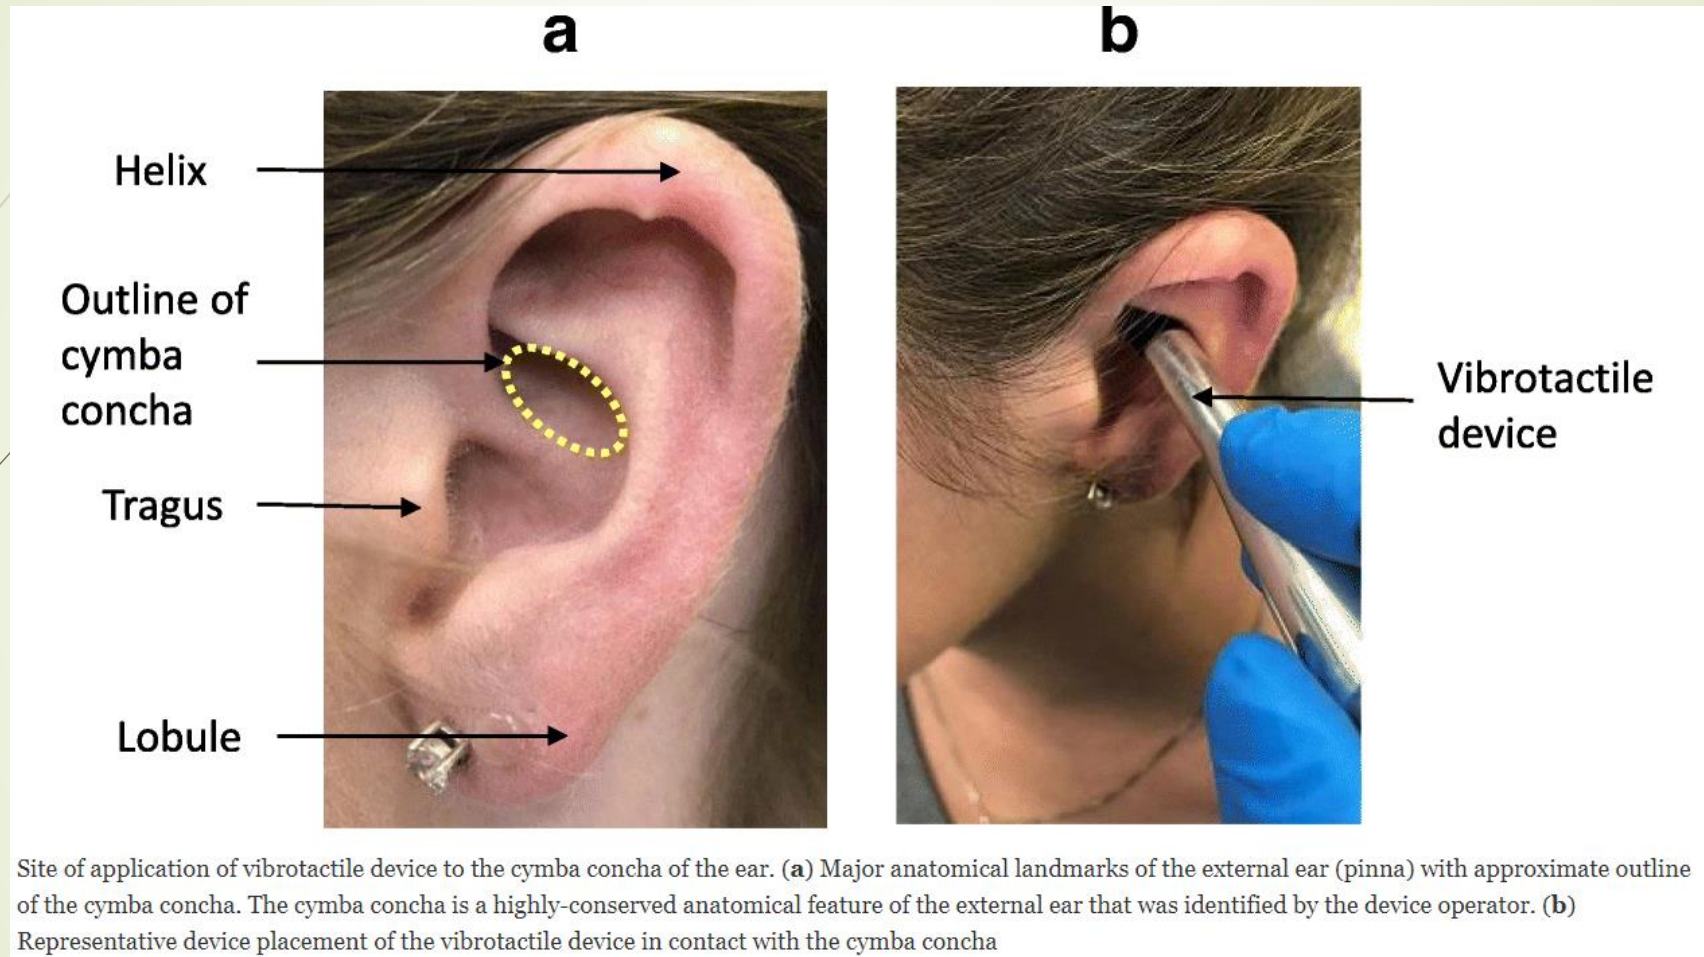 a
b
Helix
Outline of
cymba
concha
Tragus
Lobule
Vibrotactile
device
Site of application of vibrotactile device to the cymba concha of the ear. (a) Major anatomical landmarks of the external ear (pinna) with approximate outline
of the cymba concha. The cymba concha is a highly-conserved anatomical feature of the external ear that was identified by the device operator. (b)
Representative device placement of the vibrotactile device in contact with the cymba concha